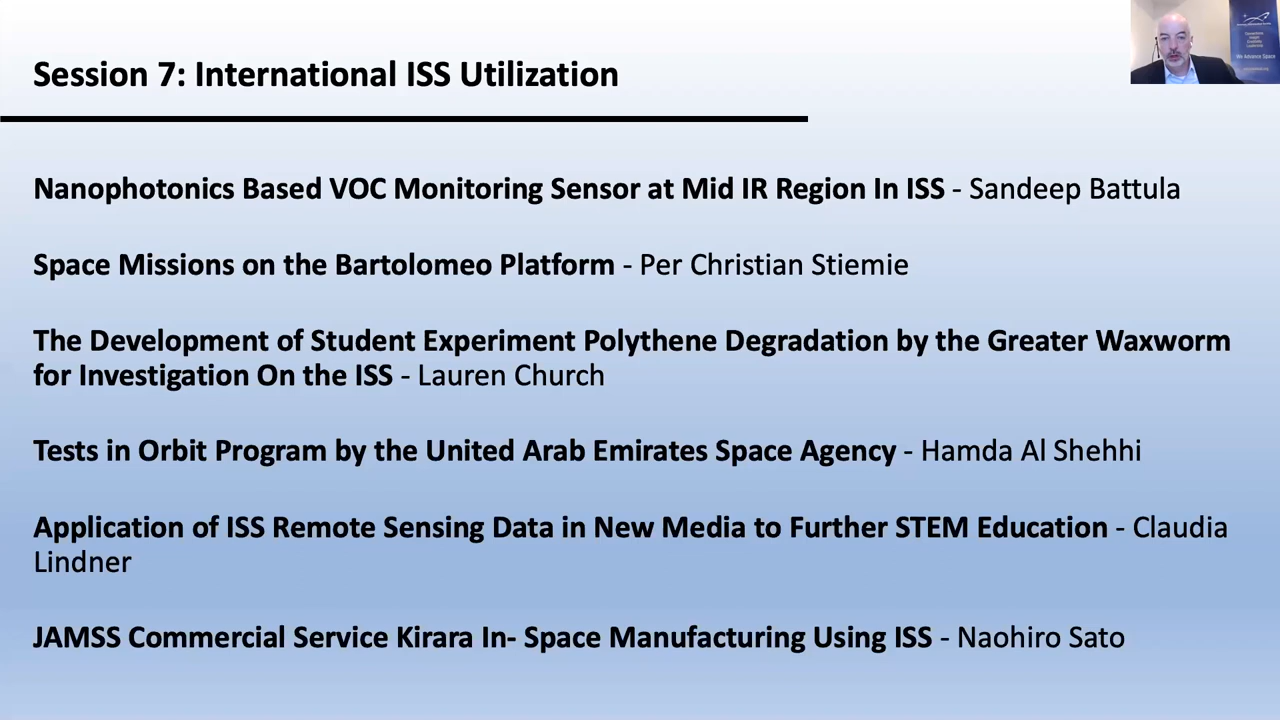 Session 7: International ISS Utilization
We Advance Space
Nanophotonics Based VOC Monitoring Sensor at Mid IR Region In ISS - Sandeep Battula
Space Missions on the Bartolomeo Platform - Per Christian Stiemie
The Development of Student Experiment Polythene Degradation by the Greater Waxworm
for Investigation On the ISS - Lauren Church
Tests in Orbit Program by the United Arab Emirates Space Agency - Hamda Al Shehhi
Application of ISS Remote Sensing Data in New Media to Further STEM Education - Claudia
Lindner
JAMSS Commercial Service Kirara In- Space Manufacturing Using ISS - Naohiro Sato